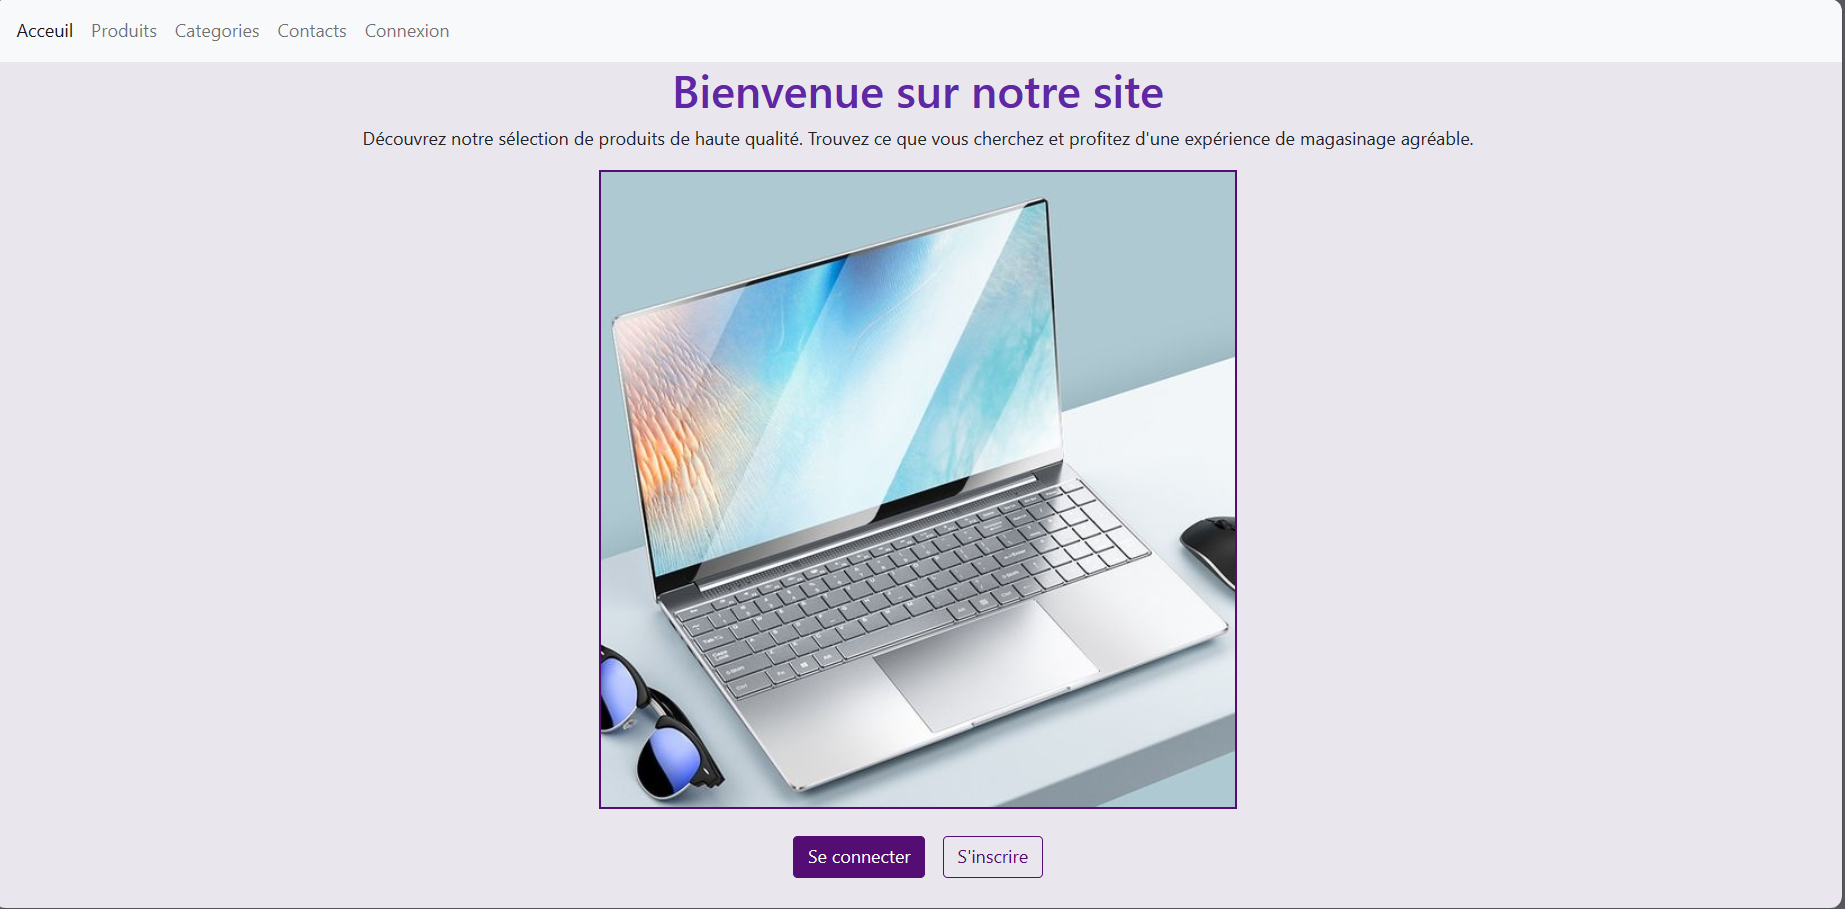 Acceuil Produits Categories Contacts Connexion
Bienvenue sur notre site
Découvrez notre sélection de produits de haute qualité. Trouvez ce que vous cherchez et profitez d'une expérience de magasinage agréable.
Se connecter S'inscrire